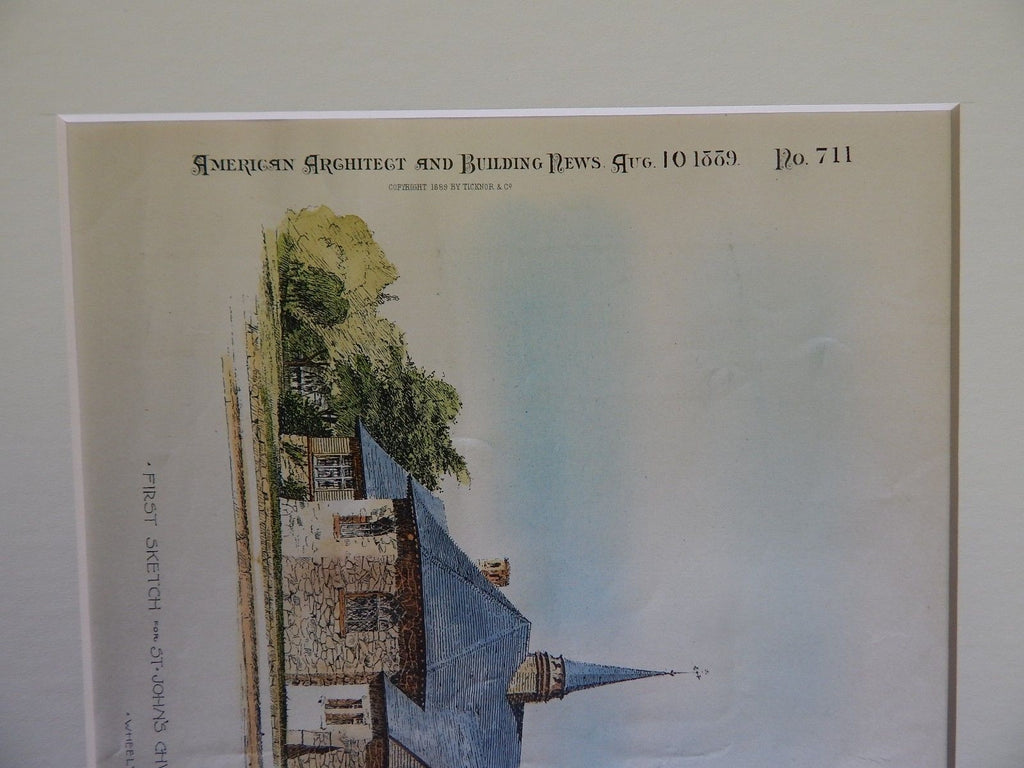 AMERICAN ARCHITECT AND BUILDING NEWS. AUG. 10 1889. NO. 711
COPYRIGHT 1889 BY TICKNOR & CO
· FIRST SKETCH FOR ST. JOHN'S